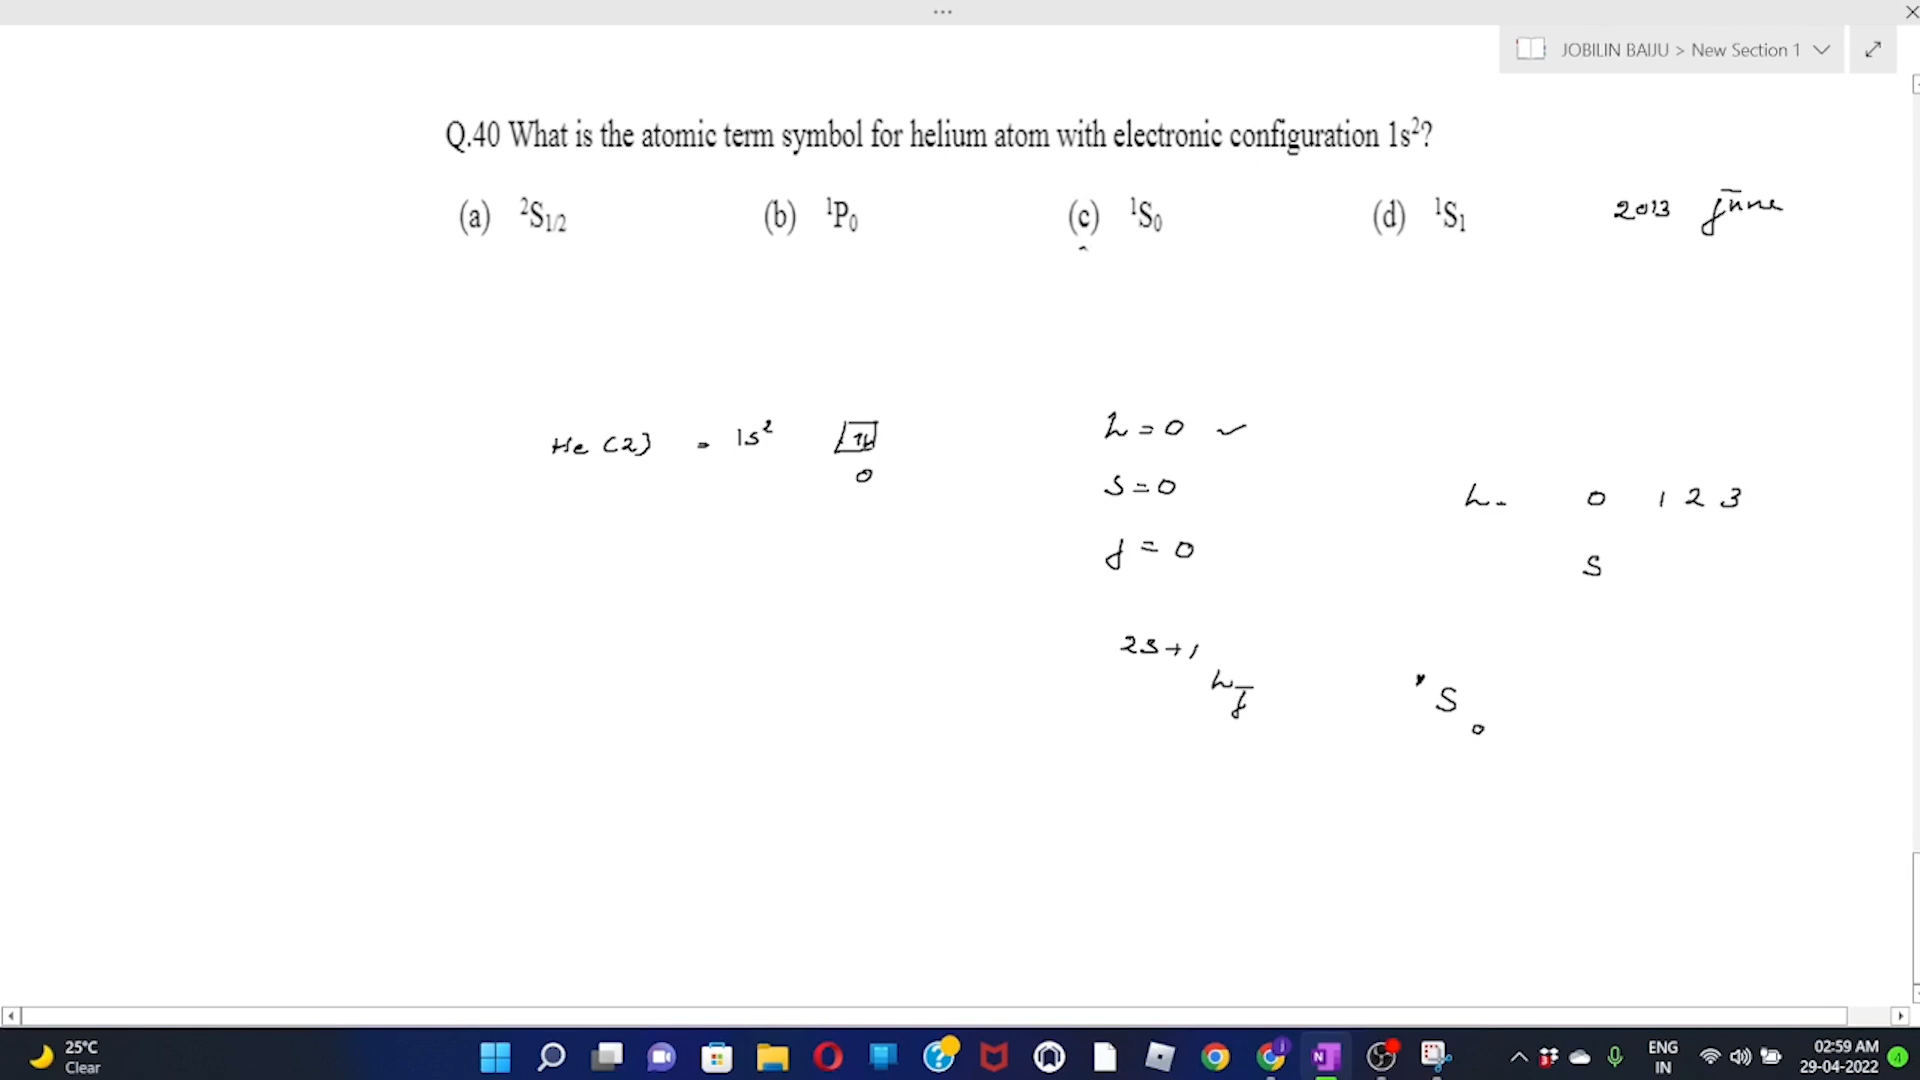 JOBILIN BAIJU > New Section 1
Q.40 What is the atomic term symbol for helium atom with electronic configuration 1s²?
(a) ²S1/2 (b) ¹P0 (c) ¹S0 (d) ¹S1 2013 June
He (2) = 1s² 0
L = 0
S = 0
J = 0
L = 0 1 2 3
S
2S+1 L J
S 0
25°C
Clear
ENG
IN
02:59 AM
29-04-2022
4